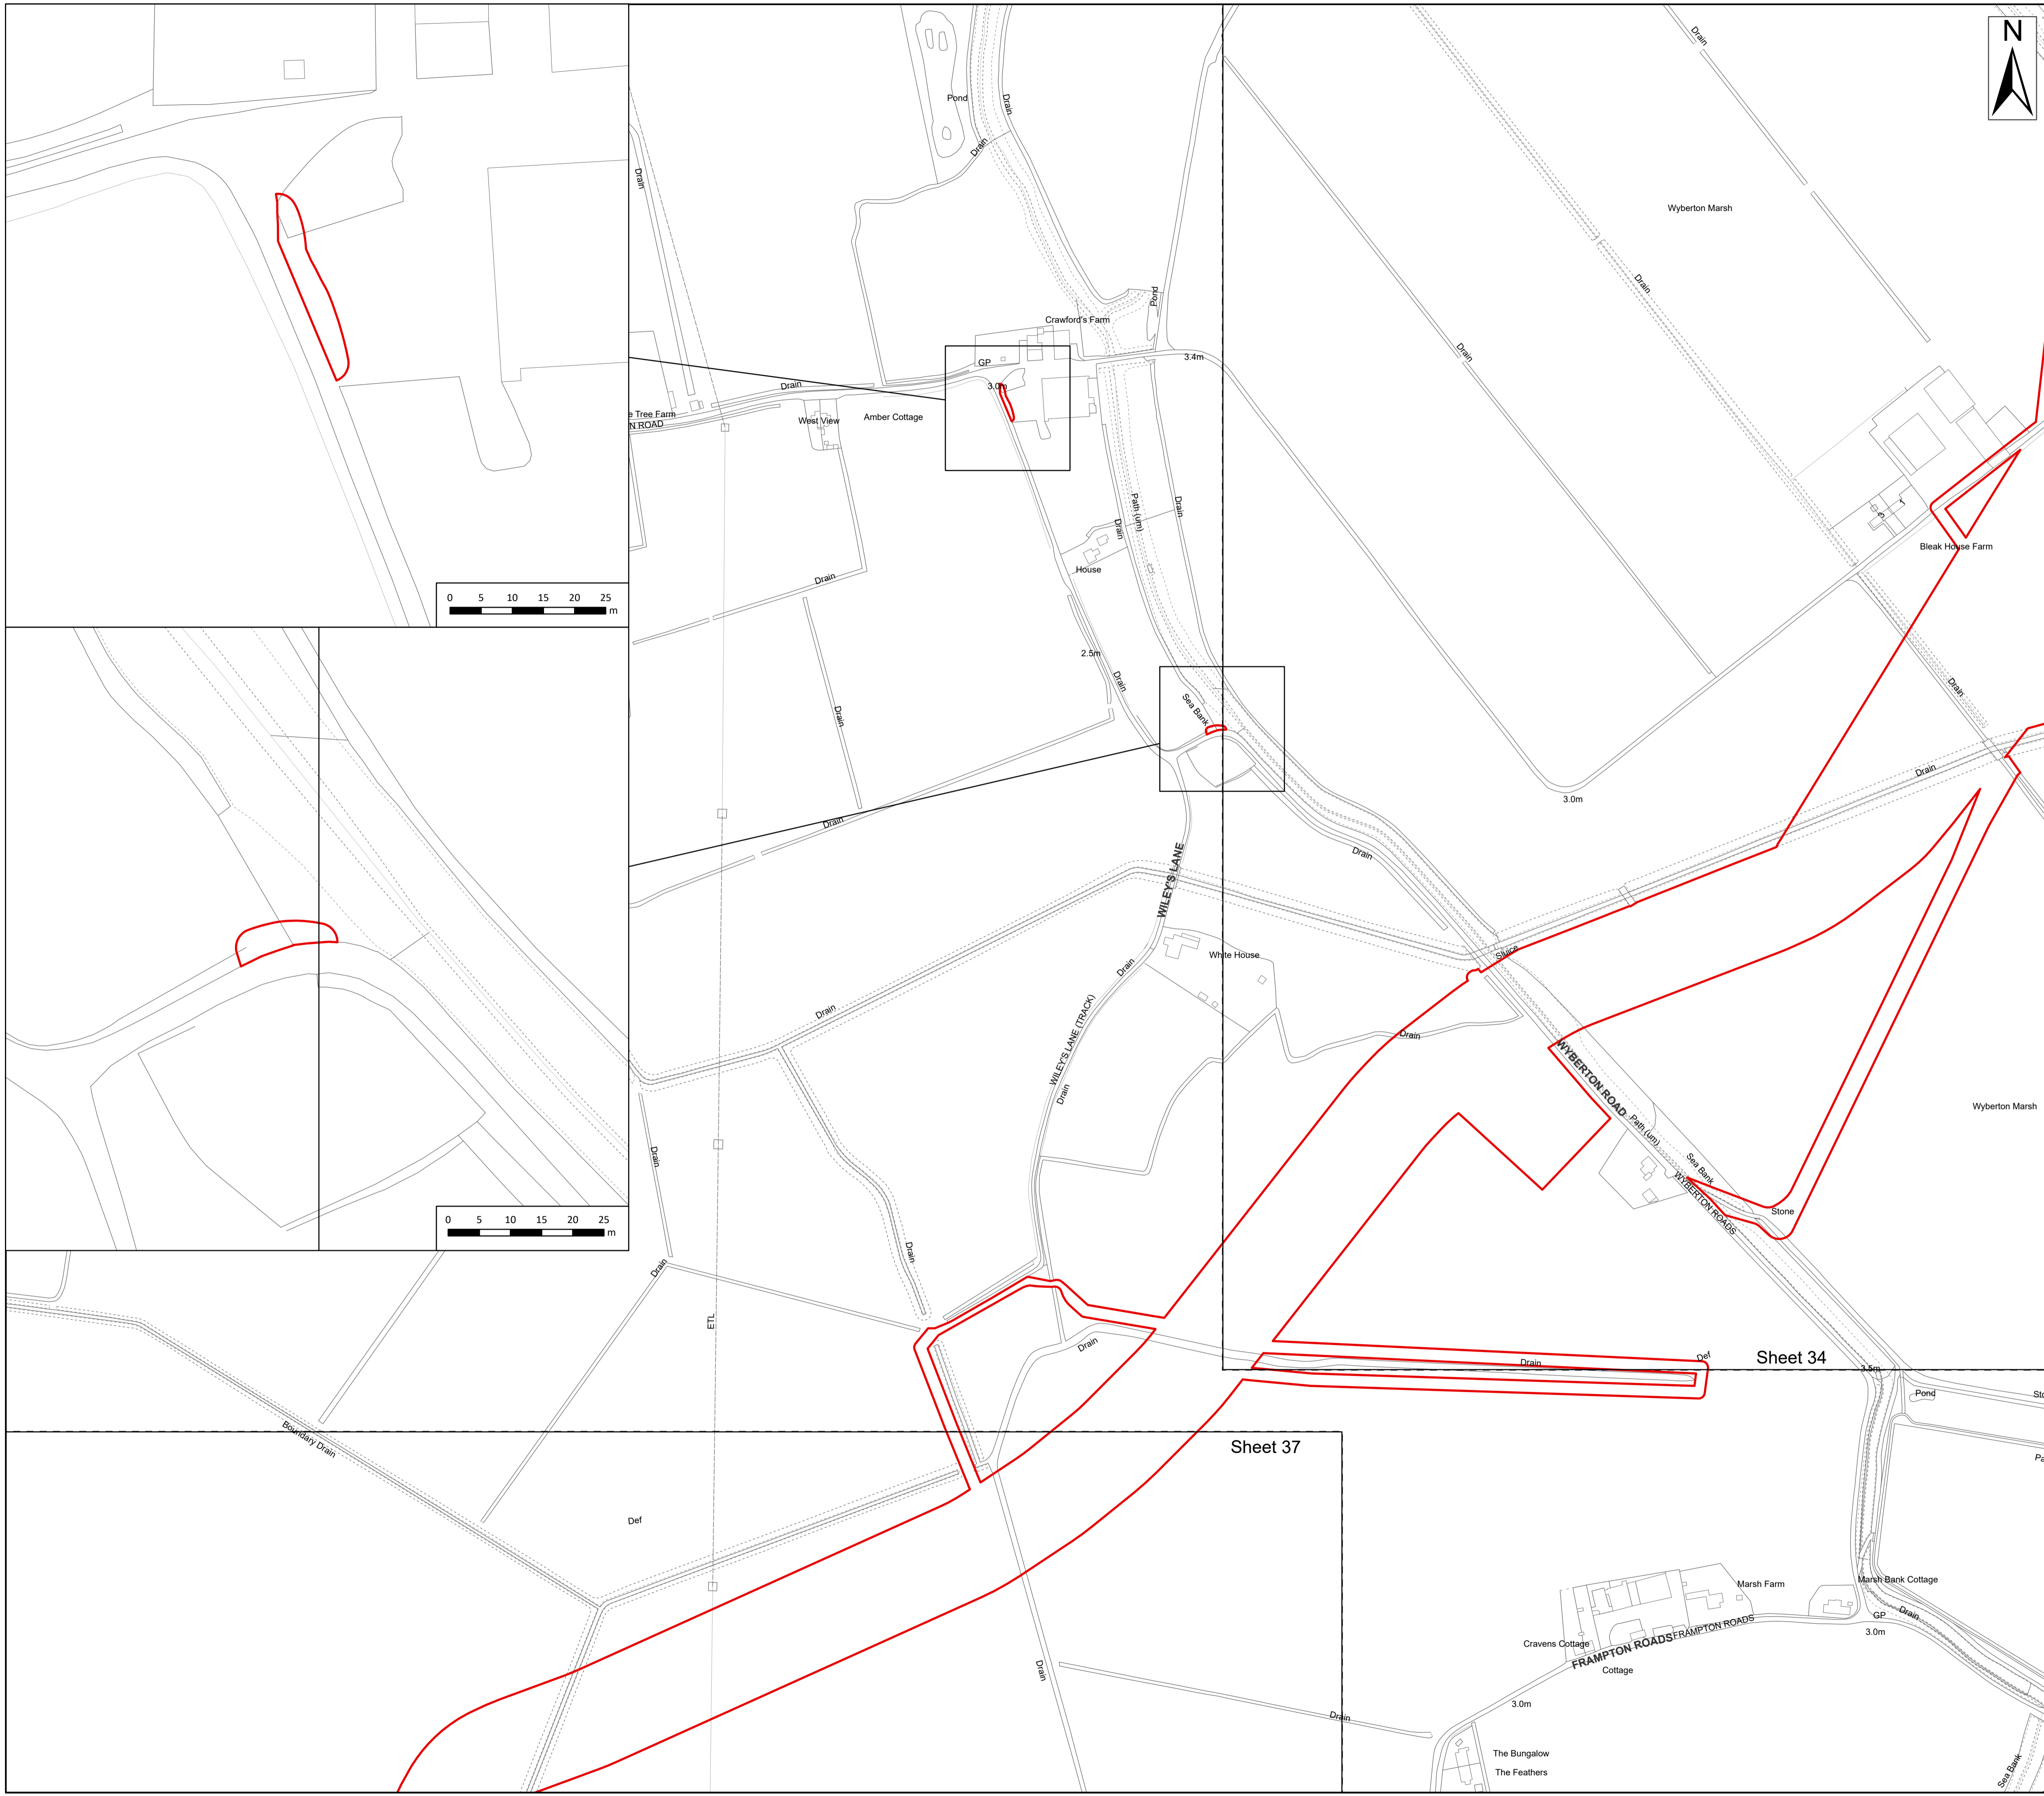 N
Drain
Pond
Drain
Drain
Drain
Wyberton Marsh
Drain
Pond
Crawford's Farm
3.4m
GP
Drain
3.0m
Drain
e Tree Farm
N ROAD
West View
Amber Cottage
Path (um)
Drain
Drain
3
1
Bleak House Farm
House
Drain
0 5 10 15 20 25
m
2.5m
Drain
Drain
Sea Bank
Drain
Drain
3.0m
Drain
Drain
WILEY'S LANE
White House
Sluice
Drain
Drain
WILEY'S LANE (TRACK)
Drain
Drain
WYBERTON ROAD
Path (um)
Wyberton Marsh
Drain
Sea Bank
WYBERTON ROADS
Stone
0 5 10 15 20 25
m
Drain
Drain
ETL
Drain
Drain
Def
Sheet 34
3.5m
Pond
Boundary Drain
Sheet 37
Def
Marsh Farm
Marsh Bank Cottage
Drain
GP
3.0m
FRAMPTON ROADS
FRAMPTON ROADS
Cravens Cottage
Cottage
Drain
3.0m
Drain
The Bungalow
The Feathers
Sea Bank